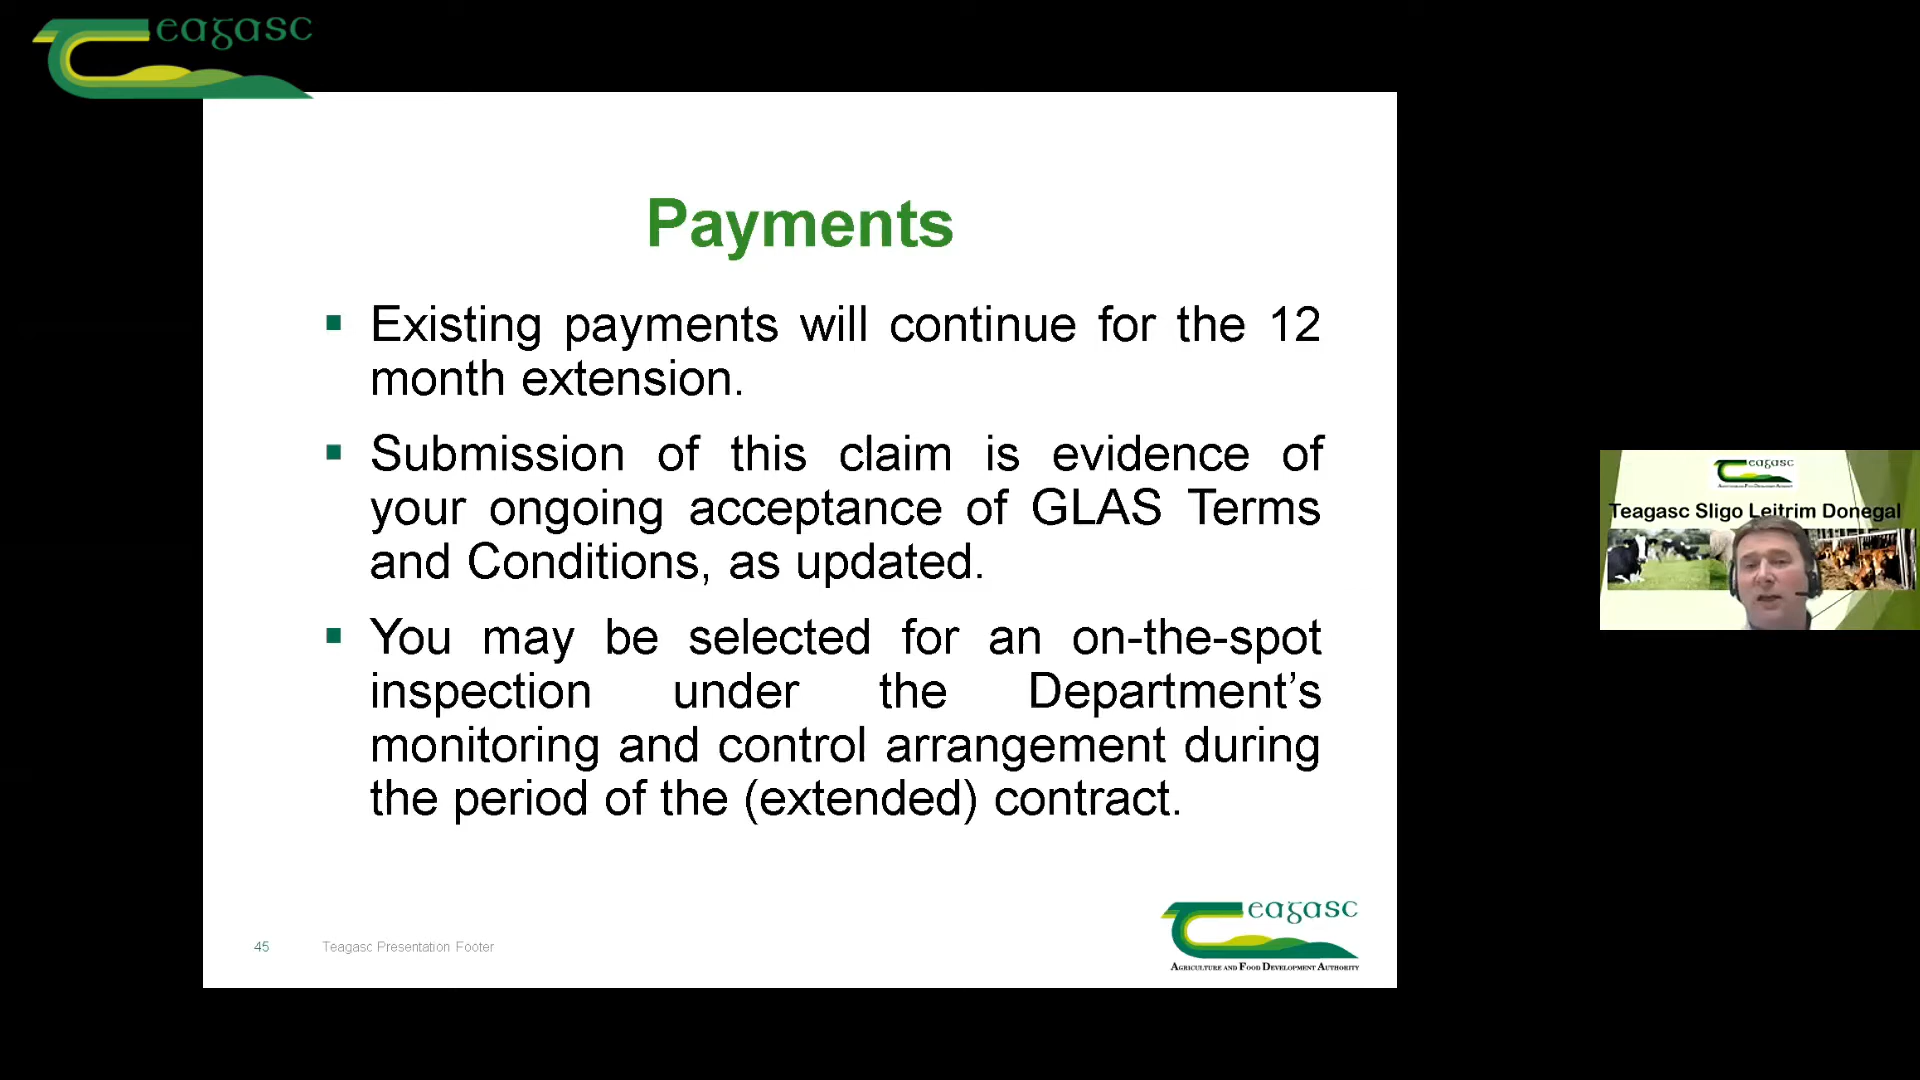 eagasc
Payments
Existing payments will continue for the 12
month extension.
Submission of this claim is evidence of
your ongoing acceptance of GLAS Terms
and Conditions, as updated.
You may be selected for an on-the-spot
inspection under the Department’s
monitoring and control arrangement during
the period of the (extended) contract.
45 Teagasc Presentation Footer
eagasc
AGRICULTURE AND FOOD DEVELOPMENT AUTHORITY
eagasc
Teagasc Sligo Leitrim Donegal